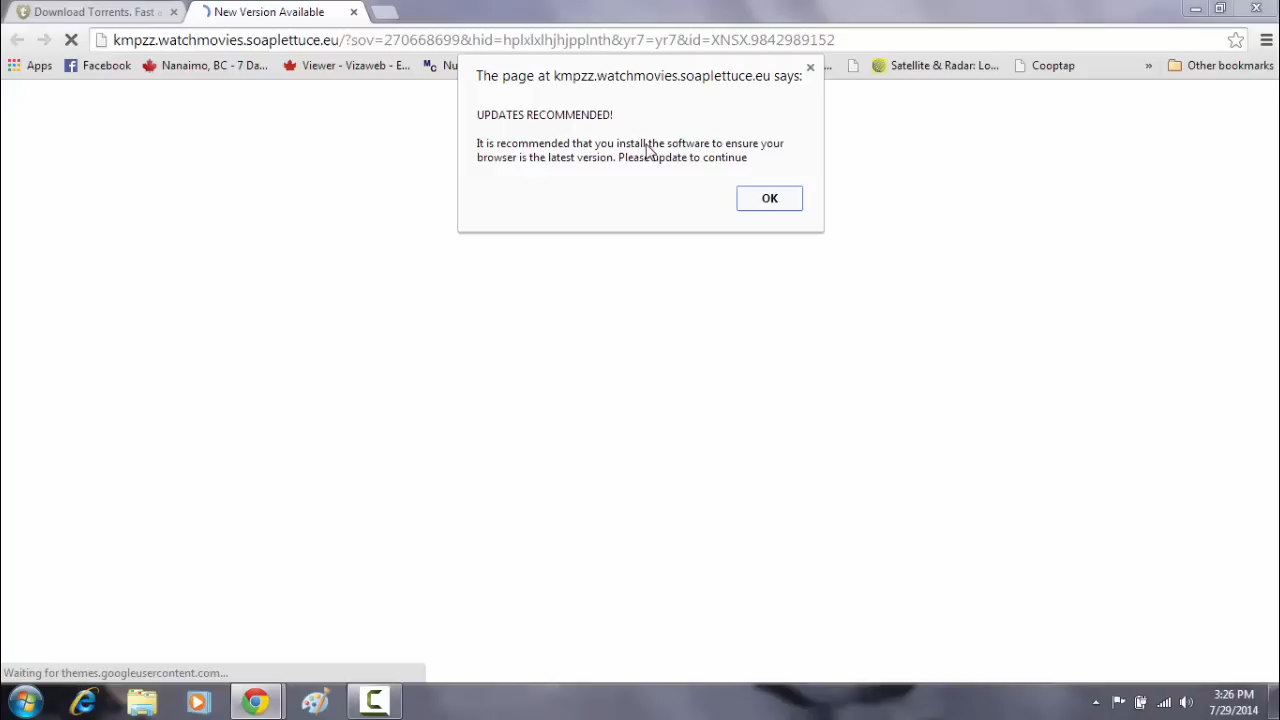 Download Torrents. Fast
New Version Available
kmpzz.watchmovies.soaplettuce.eu/?sov=270668699&hid=hplxlxlhjhjpplnth&yr7=yr7&id=XNSX.9842989152
Apps
Facebook
Nanaimo, BC - 7 Da...
Viewer - Vizaweb - E...
Mc
Nu
Satellite & Radar: Lo...
Cooptap
»
Other bookmarks
The page at kmpzz.watchmovies.soaplettuce.eu says:
UPDATES RECOMMENDED!
It is recommended that you install the software to ensure your
browser is the latest version. Please update to continue
OK
Waiting for themes.googleusercontent.com...
3:26 PM
7/29/2014